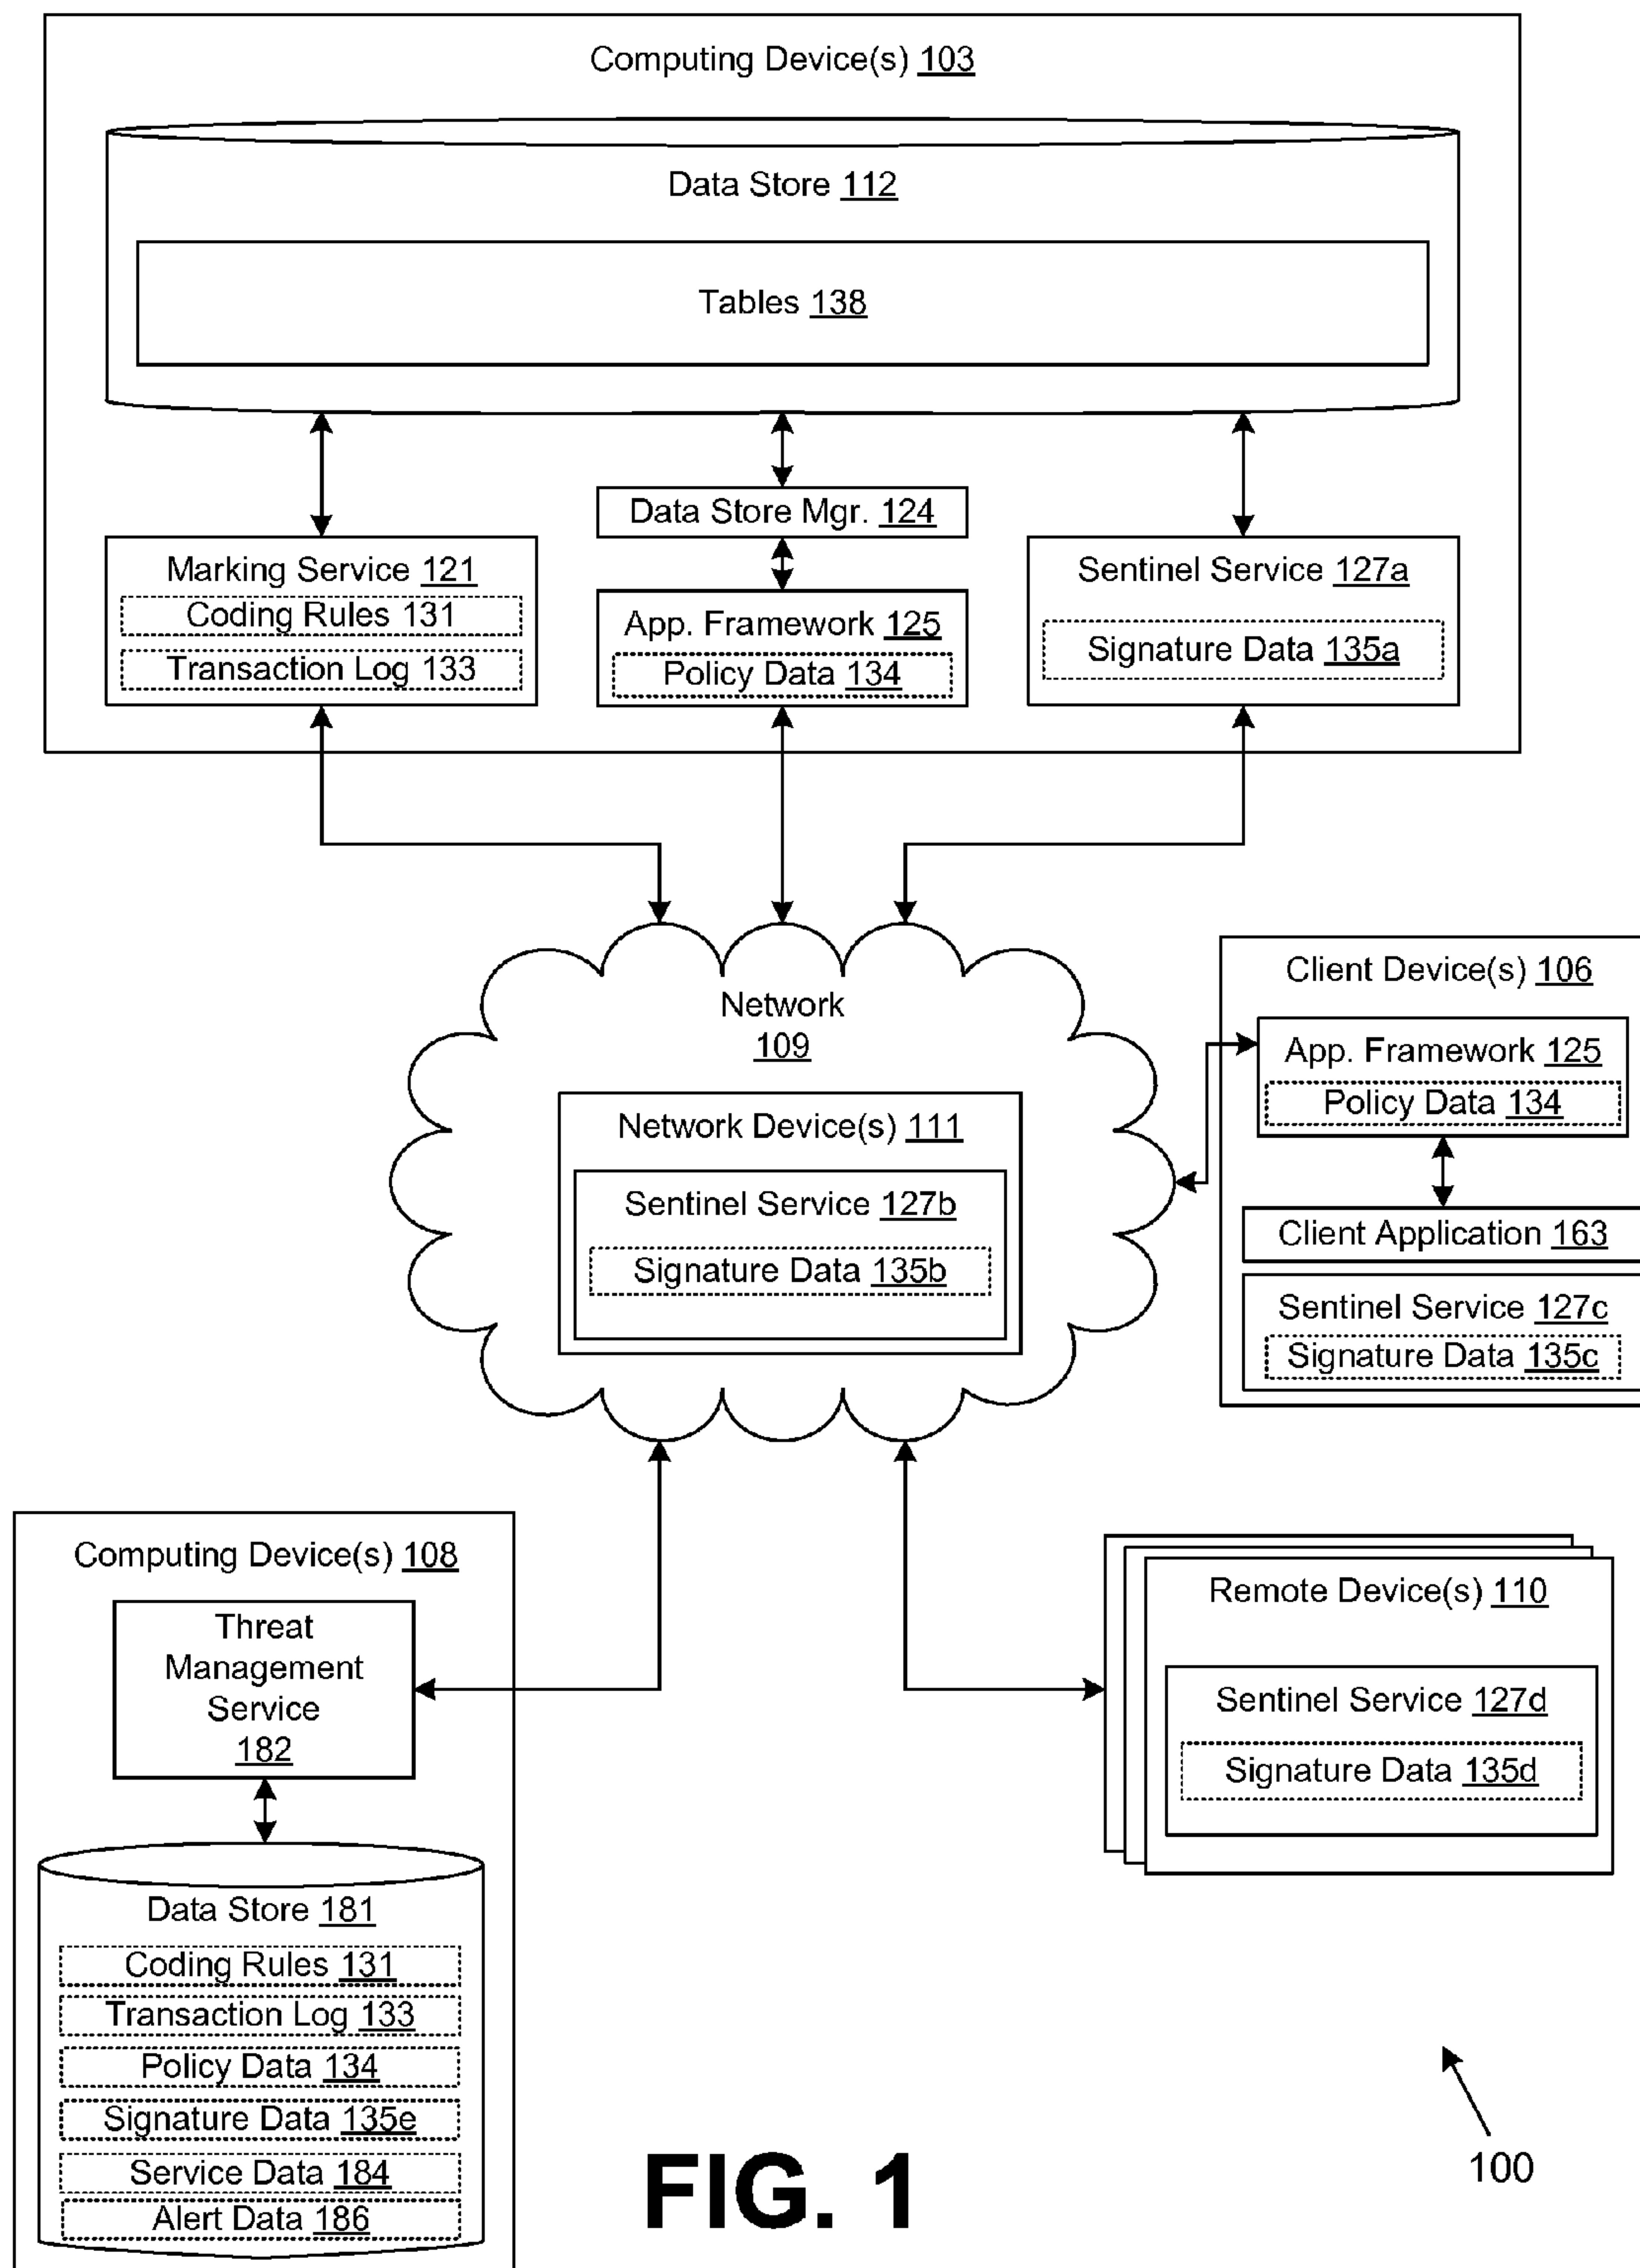 Computing Device(s) 103
Data Store 112
Tables 138
Data Store Mgr. 124
Marking Service 121
Coding Rules 131
Transaction Log 133
App. Framework 125
Policy Data 134
Sentinel Service 127a
Signature Data 135a
Network
109
Network Device(s) 111
Sentinel Service 127b
Signature Data 135b
Client Device(s) 106
App. Framework 125
Policy Data 134
Client Application 163
Sentinel Service 127c
Signature Data 135c
Computing Device(s) 108
Threat
Management
Service
182
Data Store 181
Coding Rules 131
Transaction Log 133
Policy Data 134
Signature Data 135e
Service Data 184
Alert Data 186
Remote Device(s) 110
Sentinel Service 127d
Signature Data 135d
100
FIG. 1